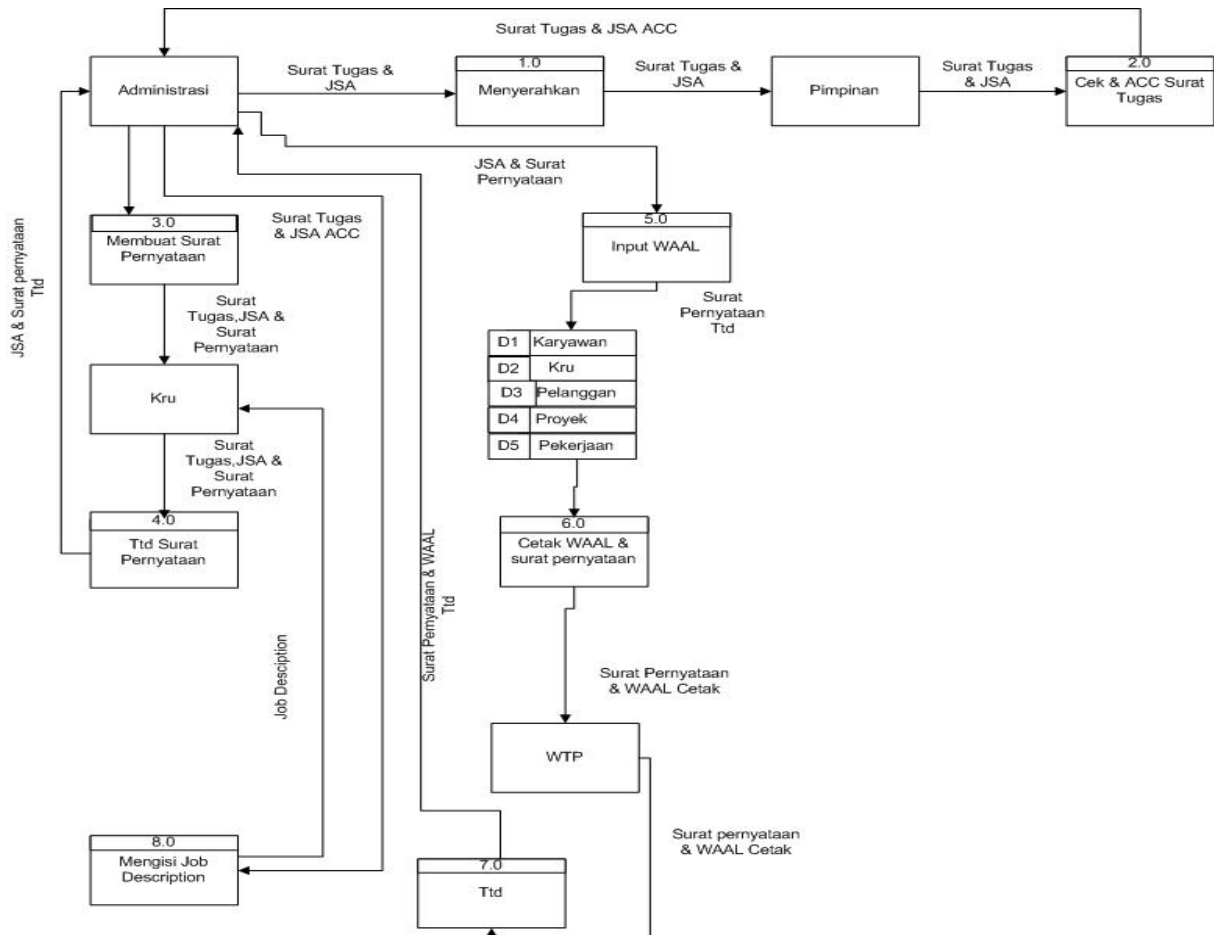 Surat Tugas & JSA ACC
Administrasi
Surat Tugas &
JSA
1.0
Menyerahkan
Surat Tugas &
JSA
Pimpinan
Surat Tugas
& JSA
2.0
Cek & ACC Surat
Tugas
JSA & Surat
Pernyataan
JSA & Surat pernyataan
Ttd
3.0
Membuat Surat
Pernyataan
Surat Tugas
& JSA ACC
5.0
Input WAAL
Surat
Tugas,JSA &
Surat
Pernyataan
Surat
Pernyataan
Ttd
D1 Karyawan
D2 Kru
D3 Pelanggan
D4 Proyek
D5 Pekerjaan
Kru
Surat
Tugas,JSA &
Surat
Pernyataan
4.0
Ttd Surat
Pernyataan
6.0
Cetak WAAL &
surat pernyataan
Surat Pernyataan & WAAL
Ttd
Job Desciption
Surat Pernyataan
& WAAL Cetak
WTP
Surat pernyataan
& WAAL Cetak
8.0
Mengisi Job
Description
7.0
Ttd